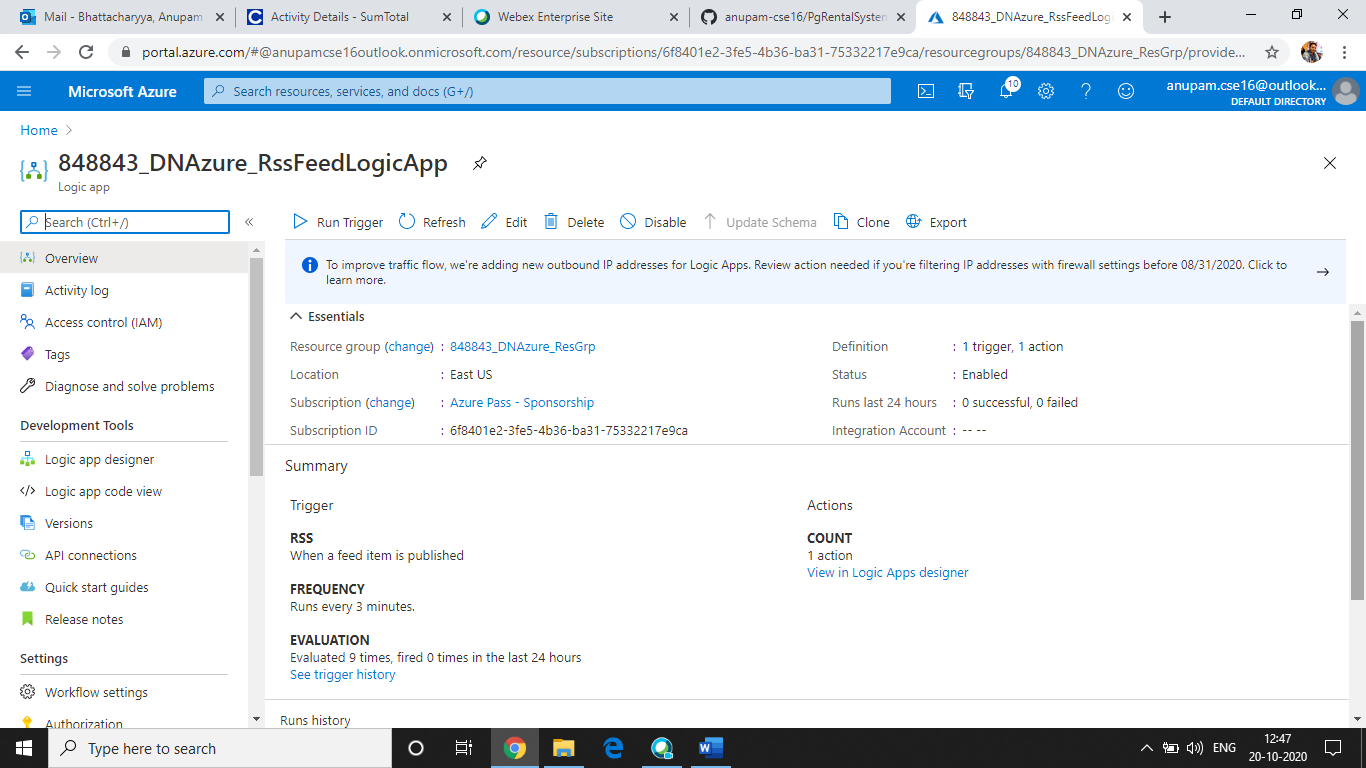 Mail - Bhattacharyya, Anupam
Activity Details - SumTotal
Webex Enterprise Site
anupam-cse16/PgRentalSystem
848843_DNAzure_RssFeedLogi
portal.azure.com/#@anupamcse16outlook.onmicrosoft.com/resource/subscriptions/6f8401e2-3fe5-4b36-ba31-75332217e9ca/resourcegroups/848843_DNAzure_ResGrp/provide...
Microsoft Azure
Search resources, services, and docs (G+/)
10
anupam.cse16@outlook...
DEFAULT DIRECTORY
Home
848843_DNAzure_RssFeedLogicApp
Logic app
Search (Ctrl+/)
«
Run Trigger
Refresh
Edit
Delete
Disable
Update Schema
Clone
Export
Overview
Activity log
Access control (IAM)
Tags
Diagnose and solve problems
Development Tools
Logic app designer
Logic app code view
Versions
API connections
Quick start guides
Release notes
Settings
Workflow settings
Authorization
To improve traffic flow, we're adding new outbound IP addresses for Logic Apps. Review action needed if you're filtering IP addresses with firewall settings before 08/31/2020. Click to
learn more.
Essentials
Resource group (change) : 848843_DNAzure_ResGrp
Location : East US
Subscription (change) : Azure Pass - Sponsorship
Subscription ID : 6f8401e2-3fe5-4b36-ba31-75332217e9ca
Definition : 1 trigger, 1 action
Status : Enabled
Runs last 24 hours : 0 successful, 0 failed
Integration Account : -- --
Summary
Trigger
RSS
When a feed item is published
FREQUENCY
Runs every 3 minutes.
EVALUATION
Evaluated 9 times, fired 0 times in the last 24 hours
See trigger history
Actions
COUNT
1 action
View in Logic Apps designer
Runs history
Type here to search
ENG
12:47
20-10-2020